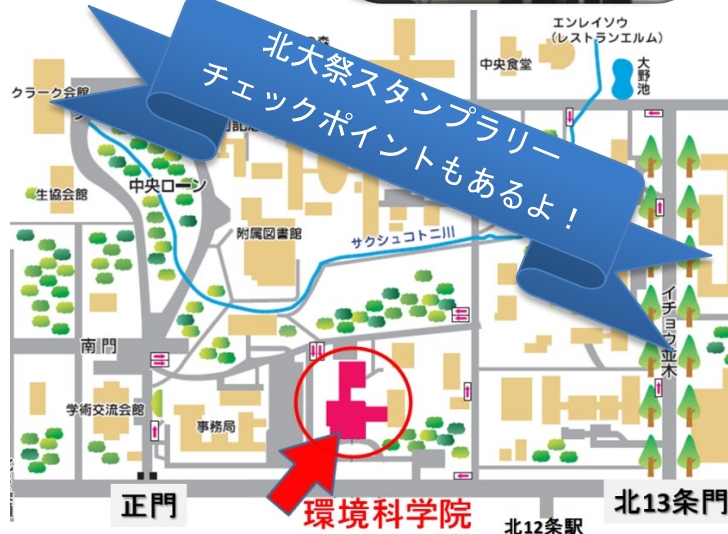 北大祭スタンプラリー
チェックポイントもあるよ！
エンレイソウ
（レストランエルム）
中央食堂
大野池
クラーク会館
生協会館
中央ローン
附属図書館
サクシュコトニ川
イチョウ並木
南門
学術交流会館
事務局
正門
環境科学院
北12条駅
北13条門